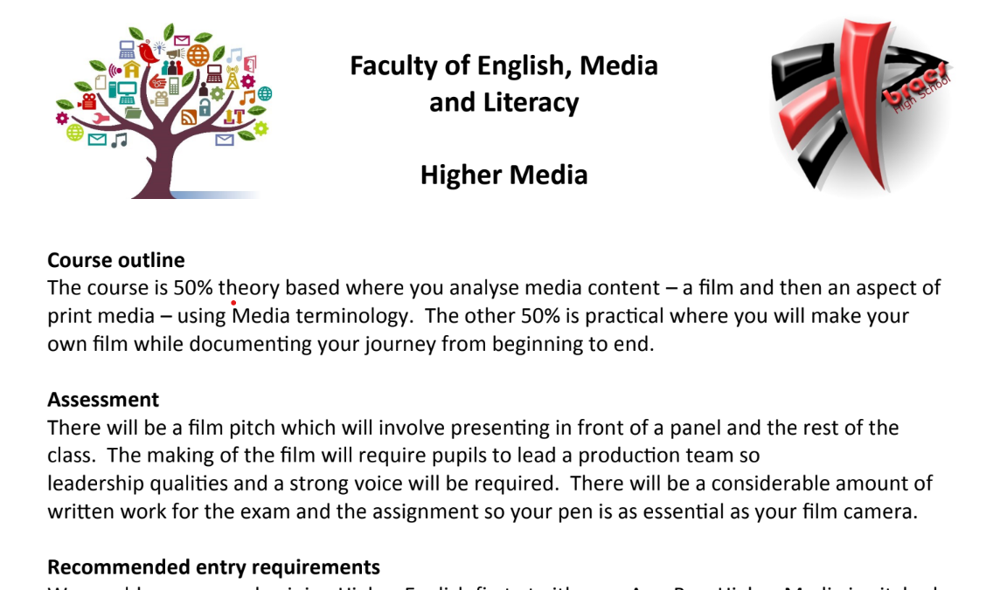 Faculty of English, Media
and Literacy
Higher Media
braes
High School
Course outline
The course is 50% theory based where you analyse media content – a film and then an aspect of
print media – using Media terminology.  The other 50% is practical where you will make your
own film while documenting your journey from beginning to end.
Assessment
There will be a film pitch which will involve presenting in front of a panel and the rest of the
class.  The making of the film will require pupils to lead a production team so
leadership qualities and a strong voice will be required.  There will be a considerable amount of
written work for the exam and the assignment so your pen is as essential as your film camera.
Recommended entry requirements